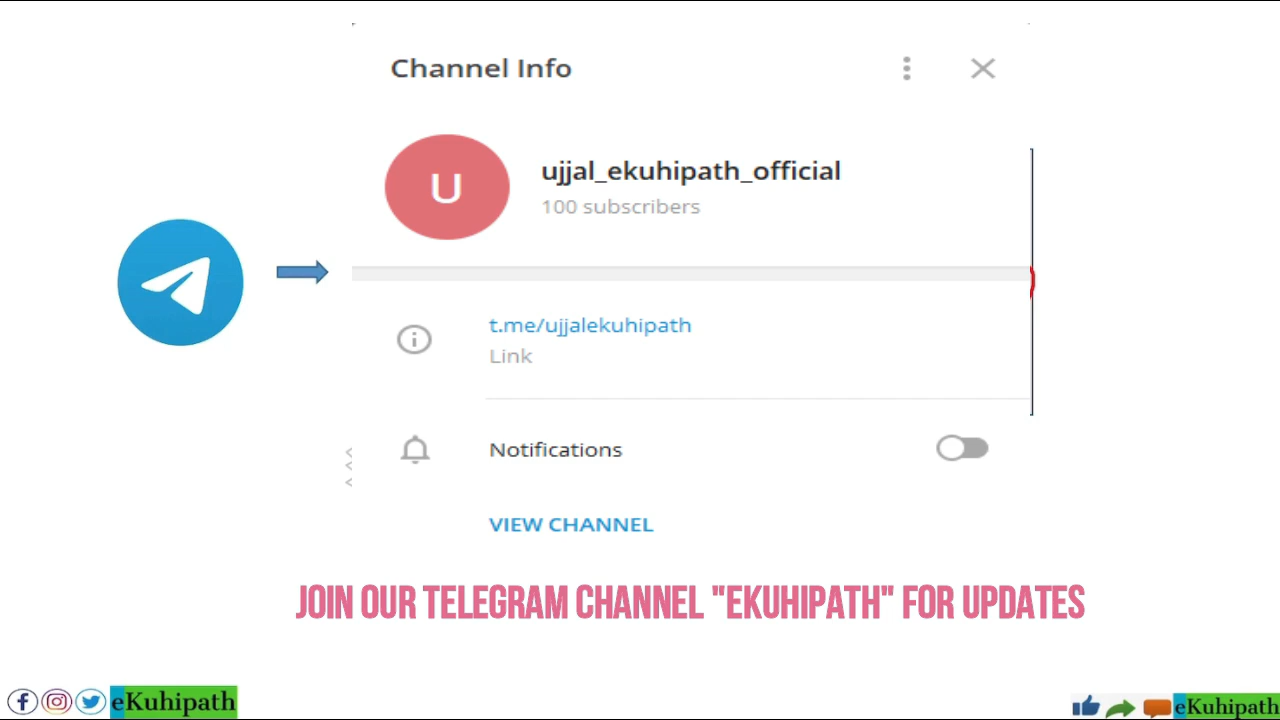 Channel Info
U
ujjal_ekuhipath_official
100 subscribers
t.me/ujjalekuhipath
Link
Notifications
VIEW CHANNEL
JOIN OUR TELEGRAM CHANNEL "EKUHIPATH" FOR UPDATES
eKuhipath
eKuhipath